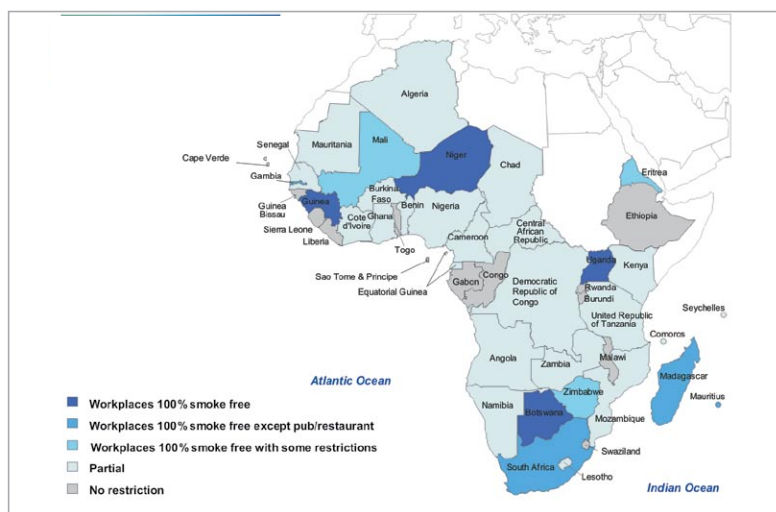 Algeria
Mauritania
Mali
Niger
Senegal
Cape Verde
Chad
Eritrea
Gambia
Burkina
Faso
Guinea
Guinea
Bissau
Benin
Nigeria
Ethiopia
Cote
d'Ivoire
Ghana
Central
African
Republic
Sierra Leone
Liberia
Togo
Cameroon
Sao Tome & Principe
Equatorial Guinea
Gabon
Congo
Uganda
Kenya
Democratic
Republic of
Congo
Rwanda
Burundi
United Republic
of Tanzania
Seychelles
Comoros
Angola
Zambia
Malawi
Atlantic Ocean
Madagascar
Mauritius
Zimbabwe
Namibia
Botswana
Mozambique
Swaziland
South Africa
Lesotho
Indian Ocean
Workplaces 100% smoke free
Workplaces 100% smoke free except pub/restaurant
Workplaces 100% smoke free with some restrictions
Partial
No restriction